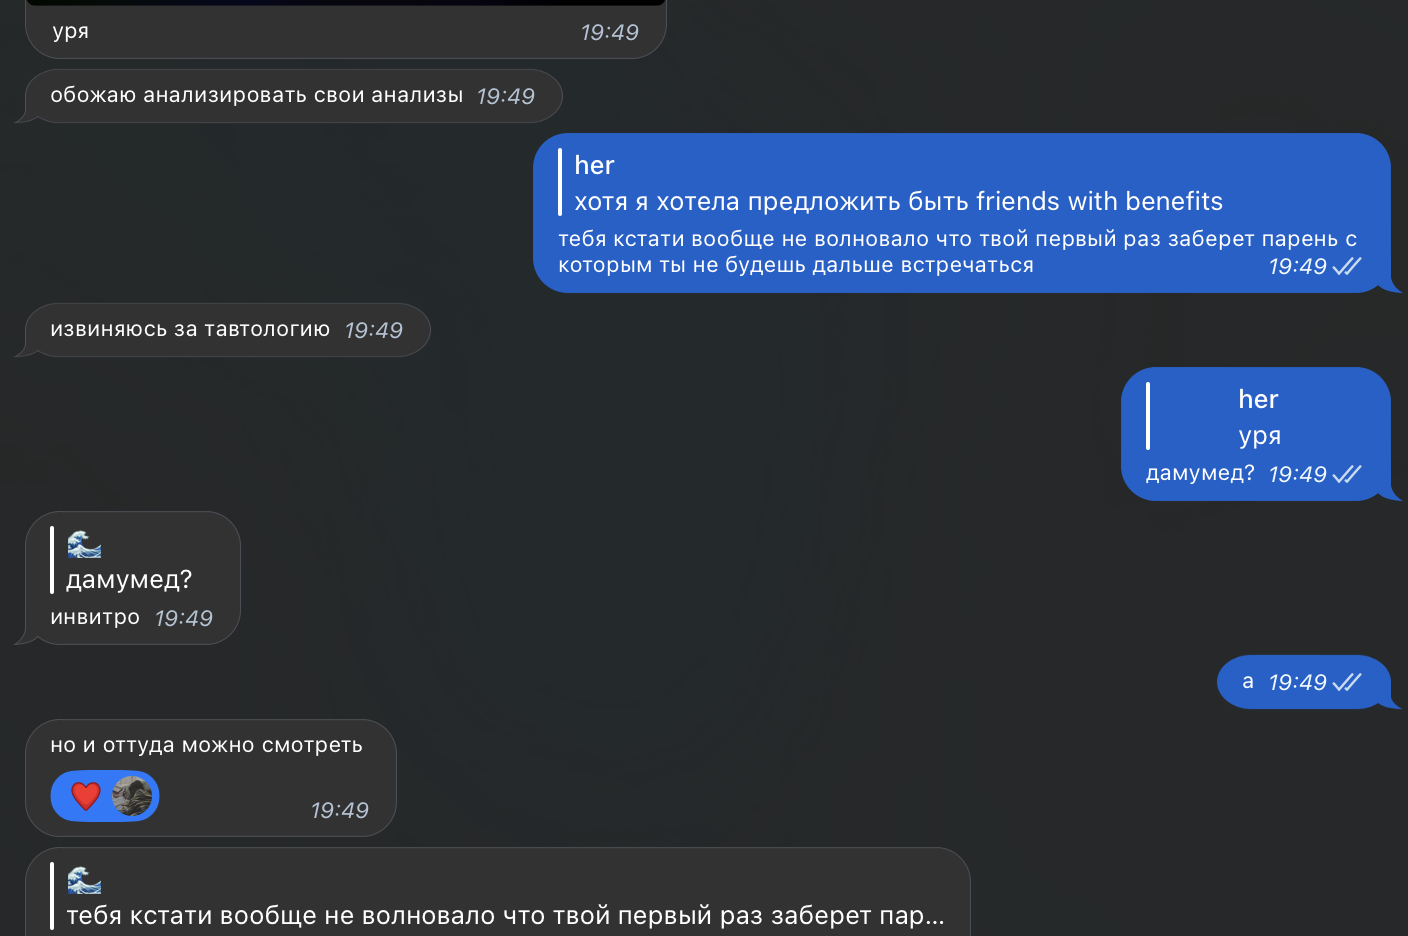 уря 19:49
обожаю анализировать свои анализы 19:49
her
хотя я хотела предложить быть friends with benefits
тебя кстати вообще не волновало что твой первый раз заберет парень с
которым ты не будешь дальше встречаться 19:49
извиняюсь за тавтологию 19:49
her
уря
дамумед? 19:49
🌊
дамумед?
инвитро 19:49
а 19:49
но и оттуда можно смотреть
❤️ 19:49
🌊
тебя кстати вообще не волновало что твой первый раз заберет пар...